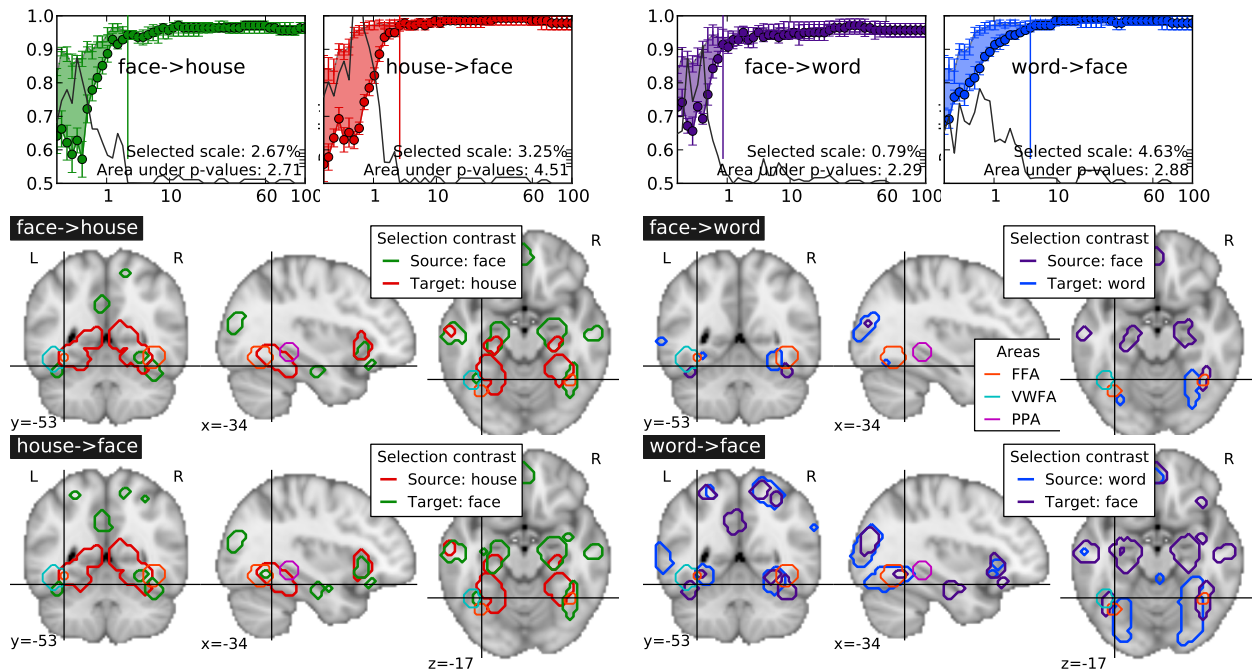 1.0
0.9
0.8
0.7
0.6
0.5
face->house
Selected scale: 2.67%
Area under p-values: 2.71
1 10 60 100
house->face
Selected scale: 3.25%
Area under p-values: 4.51
1 10 60 100
1.0
0.9
0.8
0.7
0.6
0.5
face->word
Selected scale: 0.79%
Area under p-values: 2.29
1 10 60 100
word->face
Selected scale: 4.63%
Area under p-values: 2.88
1 10 60 100
face->house
L R
y=-53
x=-34
Selection contrast
Source: face
Target: house
R
face->word
L R
y=-53
x=-34
Selection contrast
Source: face
Target: word
R
Areas
FFA
VWFA
PPA
house->face
L R
y=-53
x=-34
Selection contrast
Source: house
Target: face
R
z=-17
word->face
L R
y=-53
x=-34
Selection contrast
Source: word
Target: face
R
z=-17